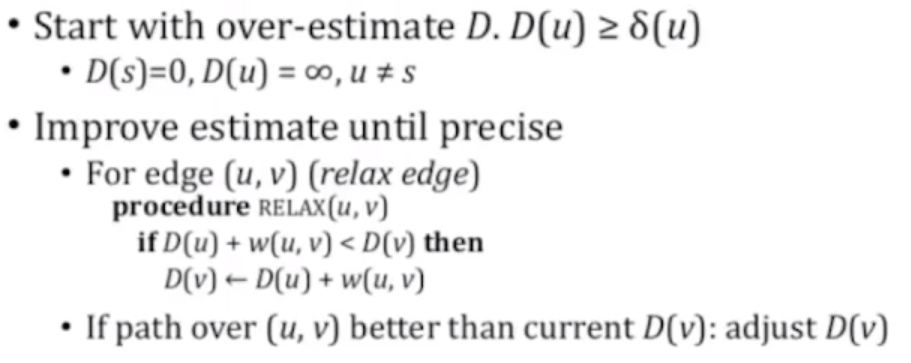 • Start with over-estimate D. D(u) ≥ δ(u)
• D(s)=0, D(u) = ∞, u ≠ s
• Improve estimate until precise
• For edge (u, v) (relax edge)
procedure RELAX(u, v)
if D(u) + w(u, v) < D(v) then
D(v) ← D(u) + w(u, v)
• If path over (u, v) better than current D(v): adjust D(v)